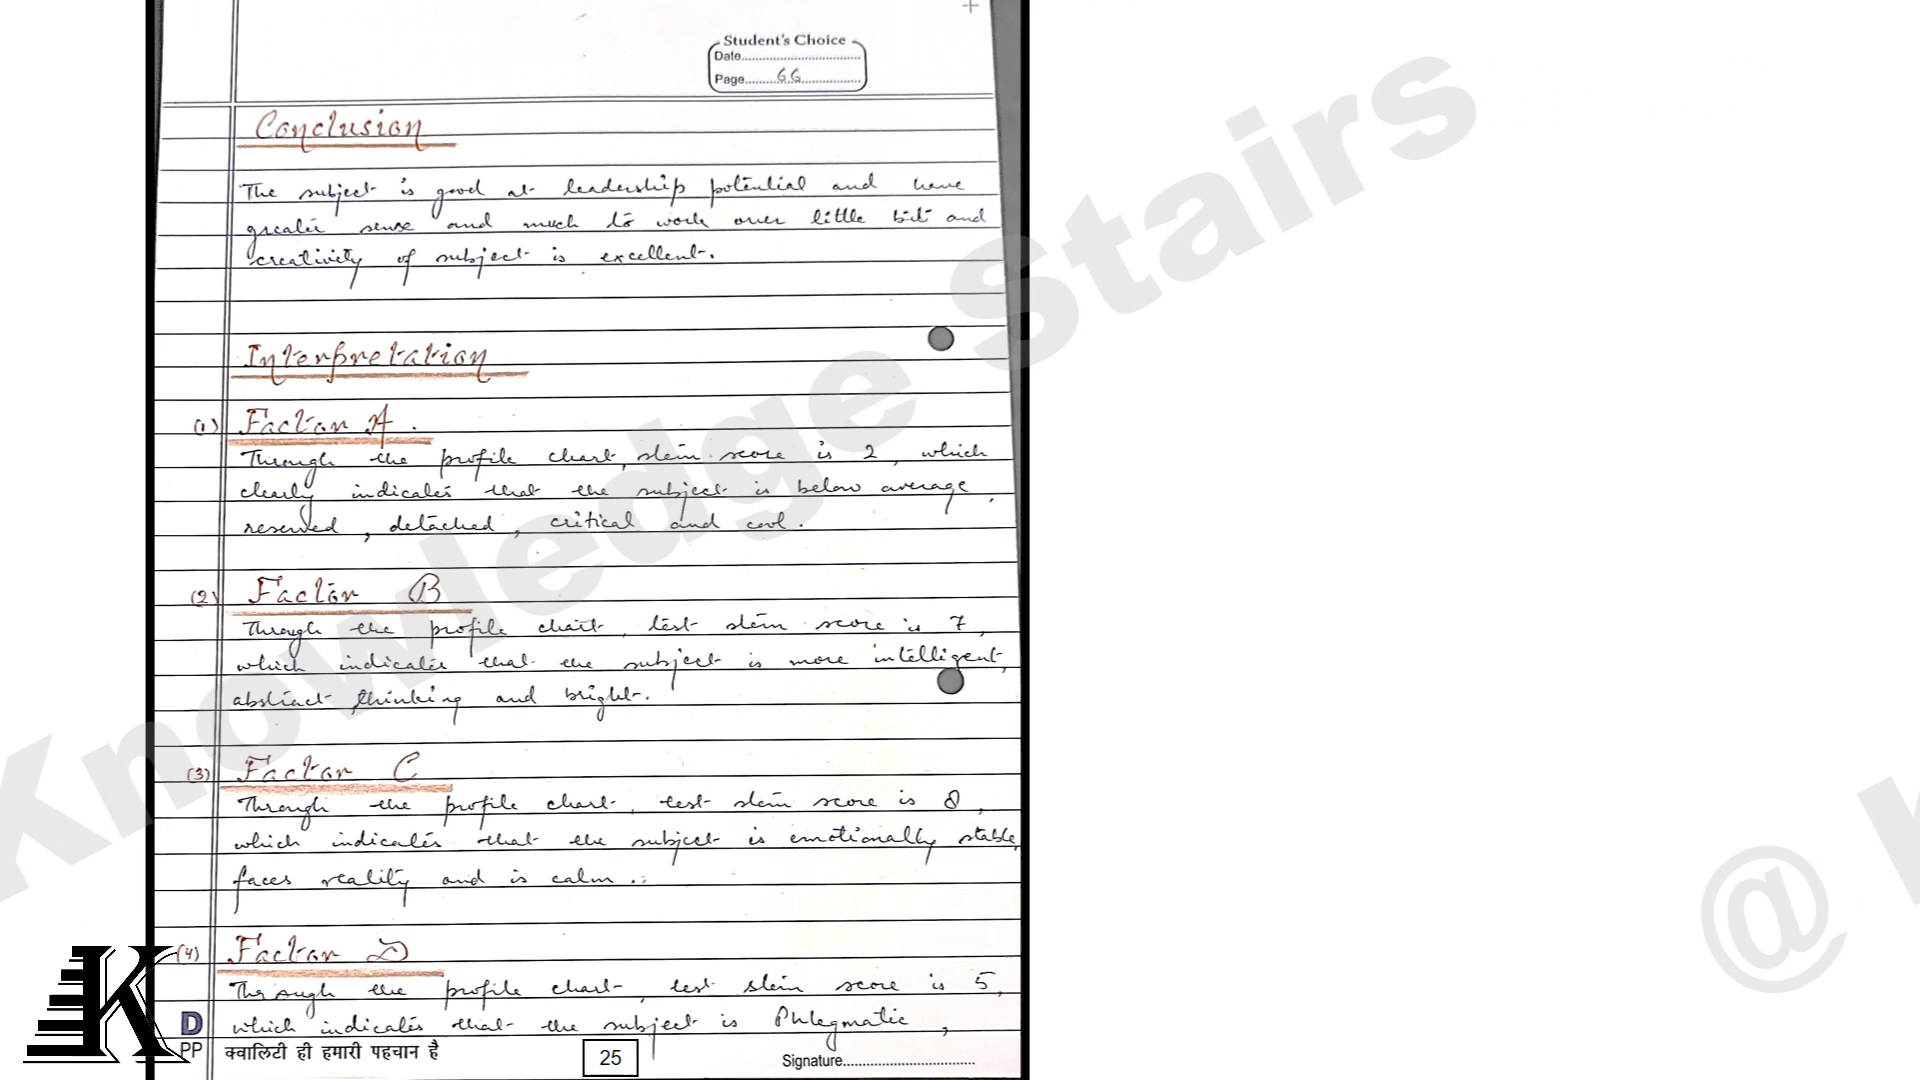 Student's Choice
Date
Page 66
Conclusion
The subject is good at leadership potential and have
greater sense and much to work over little bit and
creativity of subject is excellent.
Interpretation
(1) Factor A.
Through the profile chart, stein score is 2, which
clearly indicates that the subject is below average,
reserved, detached, critical and cool.
(2) Factor B
Through the profile chart, test stein score is 7,
which indicates that the subject is more intelligent,
abstract thinking and bright.
(3) Factor C
Through the profile chart, test stein score is 8,
which indicates that the subject is emotionally stable,
faces reality and is calm.
(4) Factor D
Through the profile chart, test stein score is 5,
which indicates that the subject is Phlegmatic,
D
PP क्वालिटी ही हमारी पहचान है
25
Signature
K
Knowledge Stairs
@ K